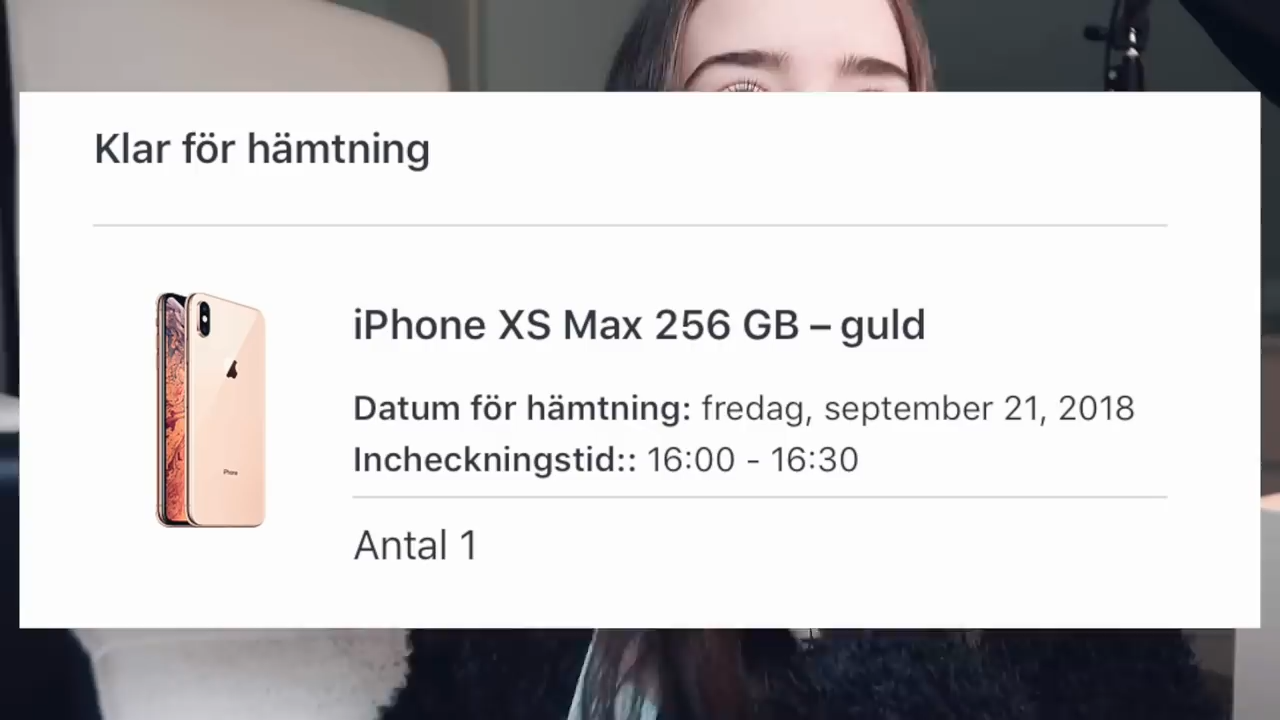 Klar för hämtning
iPhone XS Max 256 GB – guld
Datum för hämtning: fredag, september 21, 2018
Incheckningstid:: 16:00 - 16:30
Antal 1
iPhone